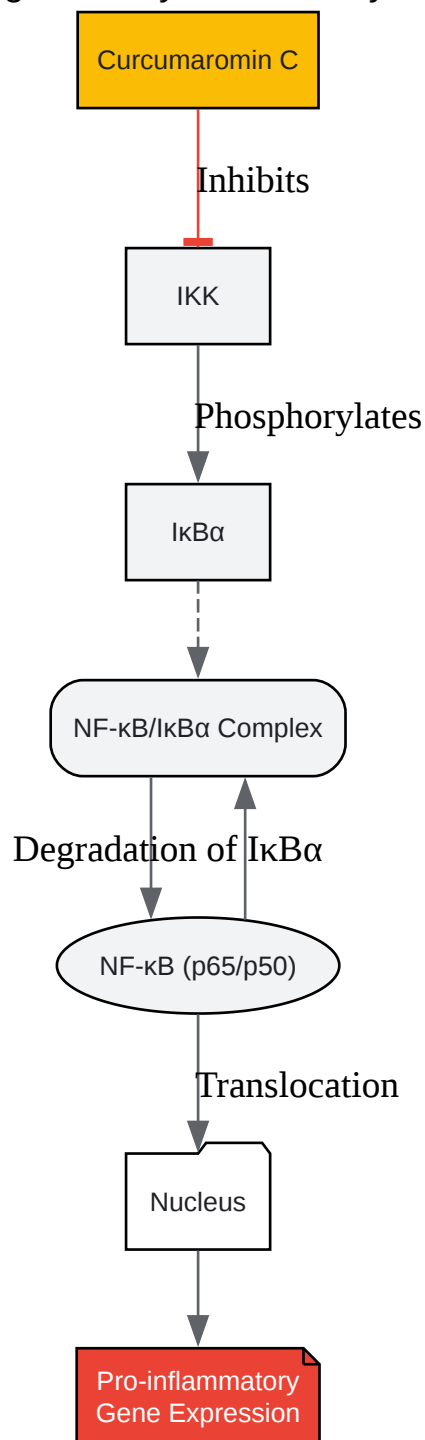 Curcumaromin C
Inhibits
IKK
Phosphorylates
IκBα
NF-κB/IκBα Complex
Degradation of IκBα
NF-κB (p65/p50)
Translocation
Nucleus
Pro-inflammatory
Gene Expression